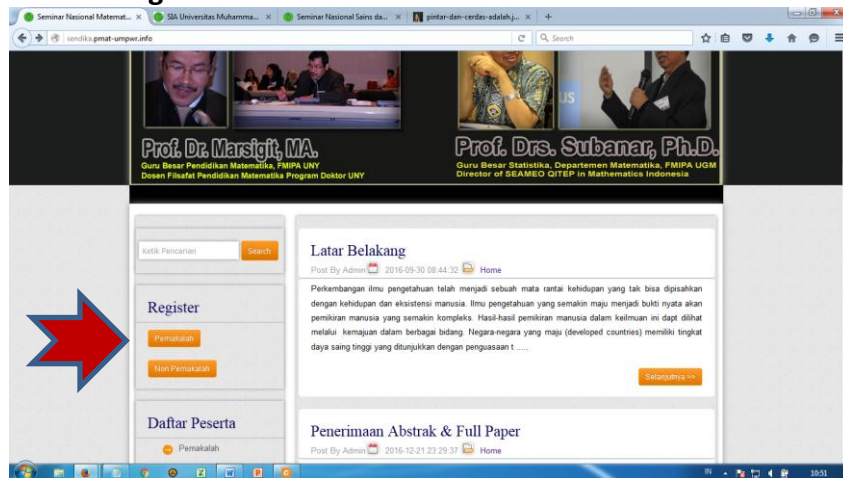 Seminar Nasional Matemat...
SIA Universitas Muhamma...
Seminar Nasional Sains da...
pintar-dan-cerdas-adalah.j...
sendika.pmat-umpwr.info
Search
Prof. Dr. Marsigit, MA.
Guru Besar Pendidikan Matematika, FMIPA UNY
Dosen Filsafat Pendidikan Matematika Program Doktor UNY
US
Prof. Drs. Subanar, Ph.D.
Guru Besar Statistika, Departemen Matematika, FMIPA UGM
Director of SEAMEO QITEP in Mathematics Indonesia
Ketik Pencarian
Search
Register
Pemakalah
Non Pemakalah
Daftar Peserta
Pemakalah
Latar Belakang
Post By Admin 2016-09-30 08:44:32 Home
Perkembangan ilmu pengetahuan telah menjadi sebuah mata rantai kehidupan yang tak bisa dipisahkan
dengan kehidupan dan eksistensi manusia. Ilmu pengetahuan yang semakin maju menjadi bukti nyata akan
pemikiran manusia yang semakin kompleks. Hasil-hasil pemikiran manusia dalam keilmuan ini dapt dilihat
melalui kemajuan dalam berbagai bidang. Negara-negara yang maju (developed countries) memiliki tingkat
daya saing tinggi yang ditunjukkan dengan penguasaan t .....
Selanjutnya >>
Penerimaan Abstrak & Full Paper
Post By Admin 2016-12-21 23:29:37 Home
IN
10:51